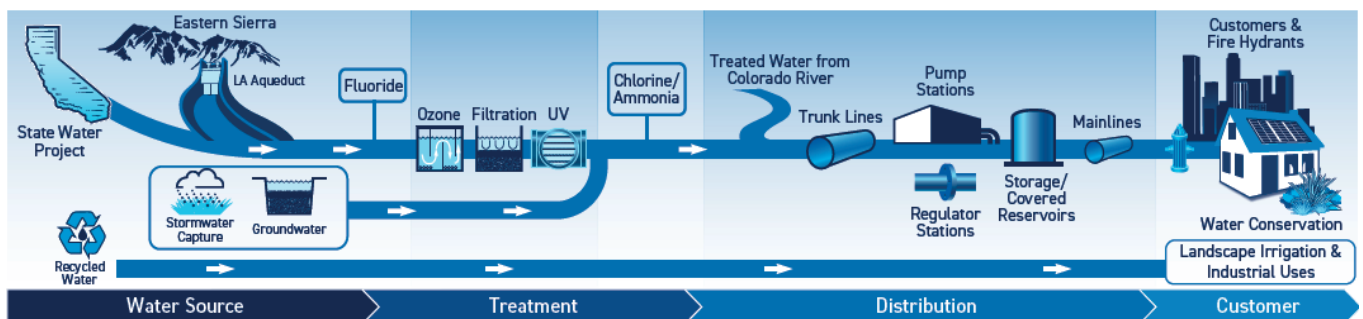 Eastern Sierra
LA Aqueduct
State Water
Project
Fluoride
Stormwater
Capture
Groundwater
Recycled
Water
Ozone
Filtration
UV
Chlorine/
Ammonia
Treated Water from
Colorado River
Trunk Lines
Pump
Stations
Regulator
Stations
Storage/
Covered
Reservoirs
Mainlines
Customers &
Fire Hydrants
Water Conservation
Landscape Irrigation &
Industrial Uses
Water Source
Treatment
Distribution
Customer